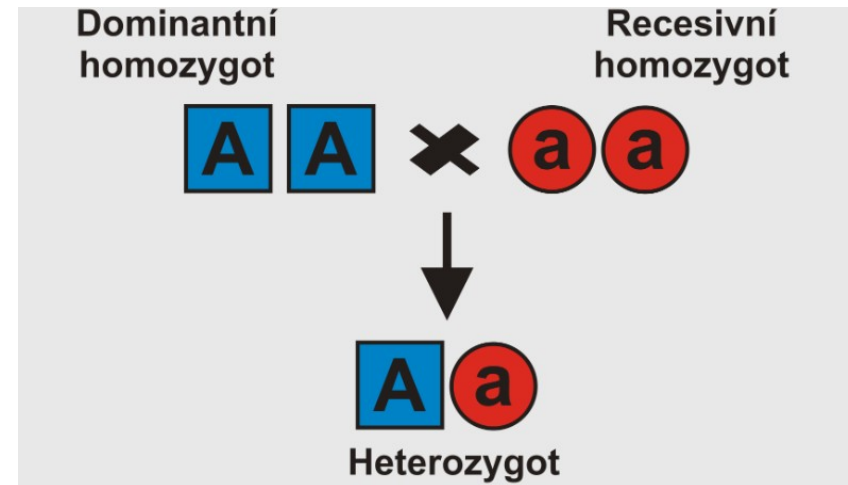 Dominantní
homozygot
Recesivní
homozygot
A A × a a
A a
Heterozygot